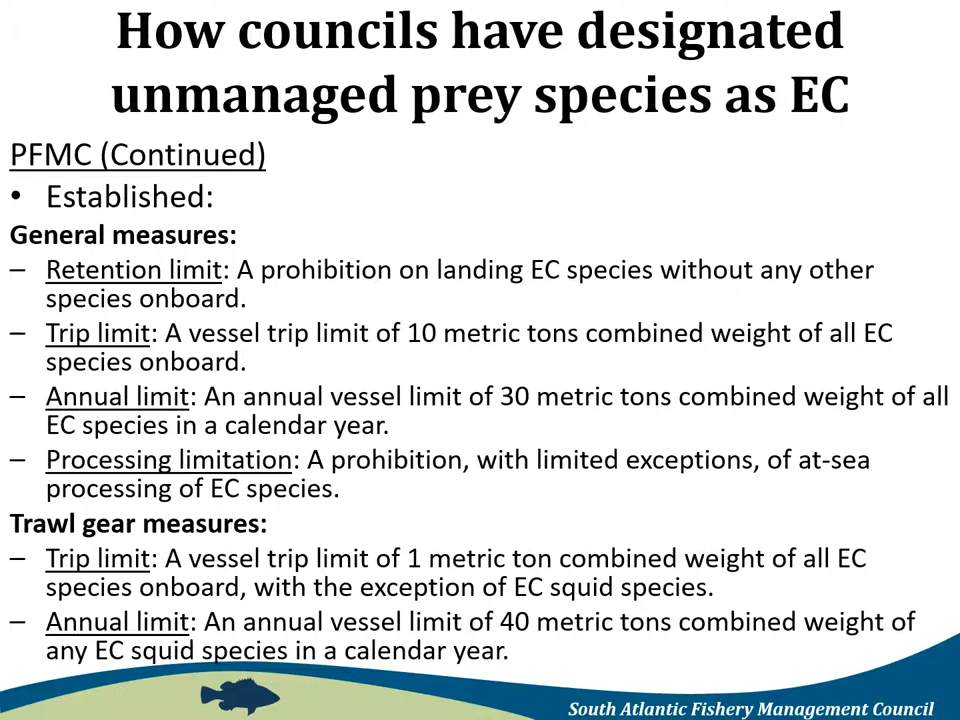 How councils have designated
unmanaged prey species as EC
PFMC (Continued)
• Established:
General measures:
– Retention limit: A prohibition on landing EC species without any other
species onboard.
– Trip limit: A vessel trip limit of 10 metric tons combined weight of all EC
species onboard.
– Annual limit: An annual vessel limit of 30 metric tons combined weight of all
EC species in a calendar year.
– Processing limitation: A prohibition, with limited exceptions, of at-sea
processing of EC species.
Trawl gear measures:
– Trip limit: A vessel trip limit of 1 metric ton combined weight of all EC
species onboard, with the exception of EC squid species.
– Annual limit: An annual vessel limit of 40 metric tons combined weight of
any EC squid species in a calendar year.
South Atlantic Fishery Management Council